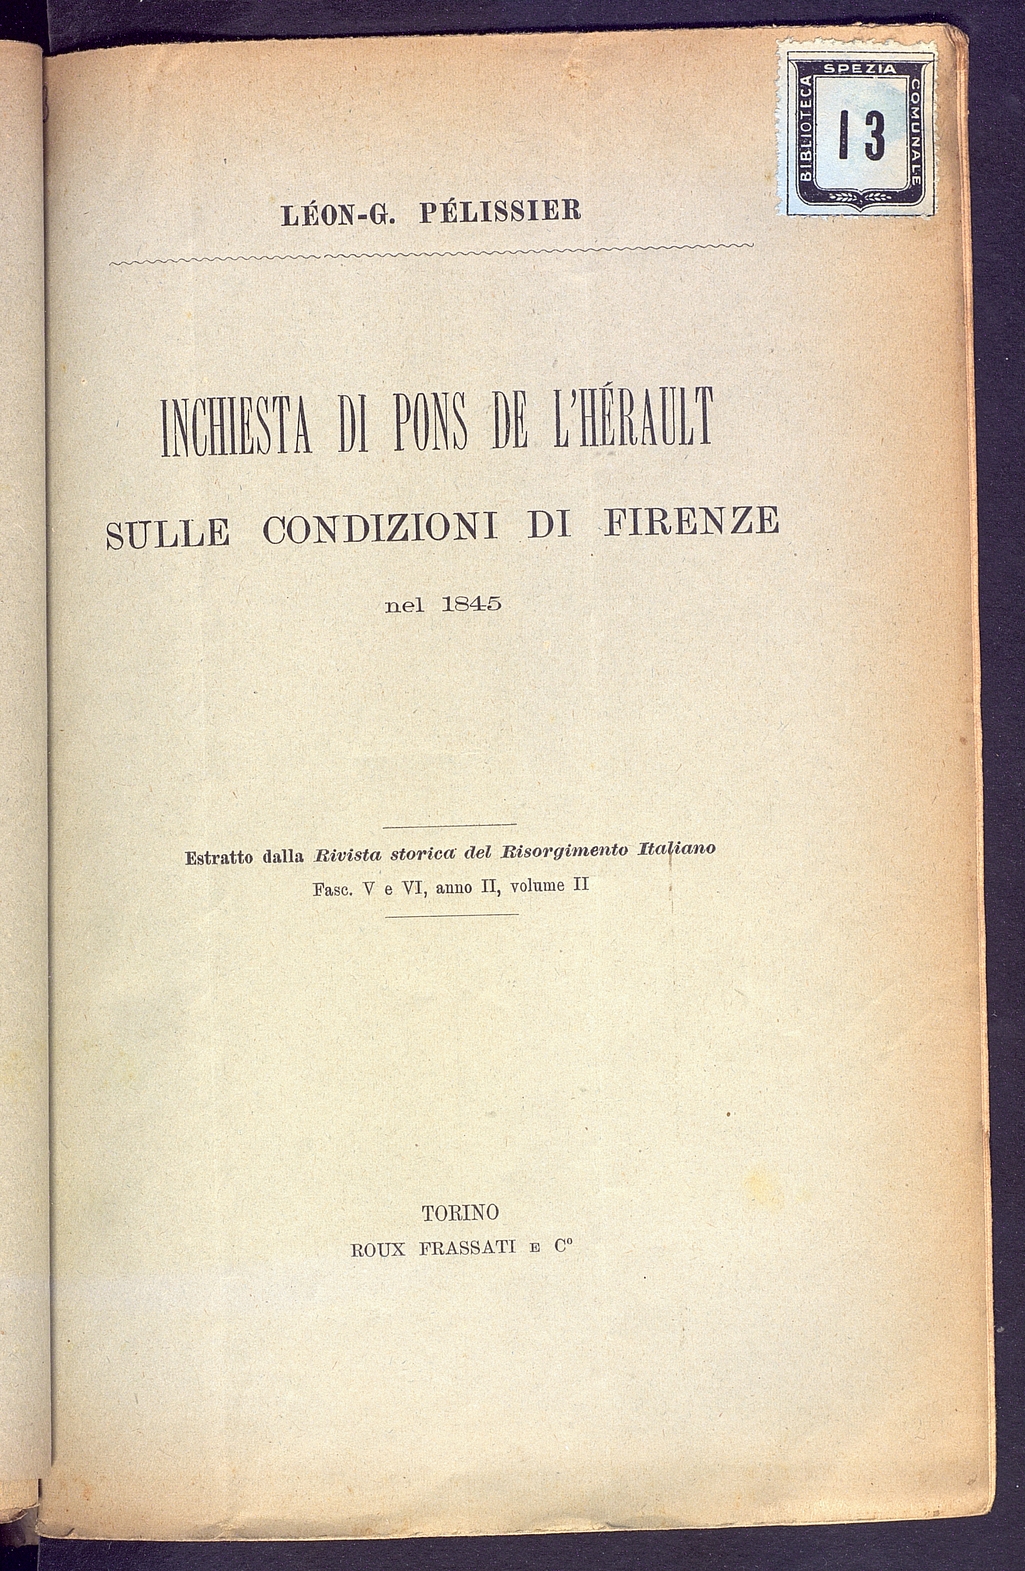 BIBLIOTECA
SPEZIA
COMUNALE
13
LÉON-G. PÉLISSIER
INCHIESTA DI PONS DE L'HÉRAULT
SULLE CONDIZIONI DI FIRENZE
nel 1845
Estratto dalla Rivista storica del Risorgimento Italiano
Fasc. V e VI, anno II, volume II
TORINO
ROUX FRASSATI E Cº